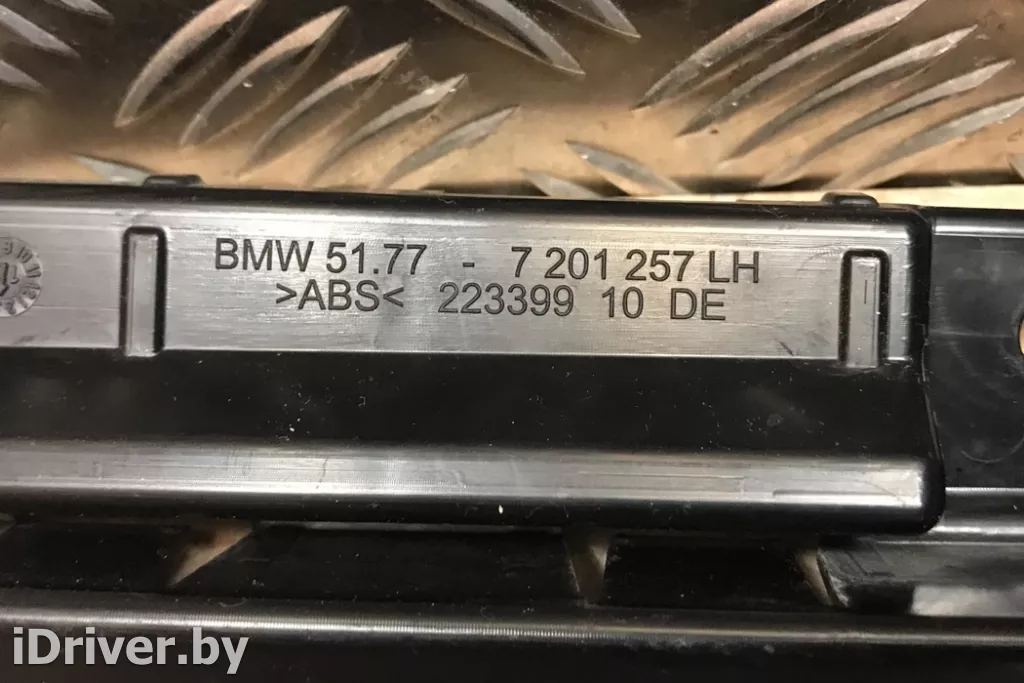 BMW 51.77 - 7 201 257 LH
>ABS< 223399 10 DE
iDriver.by